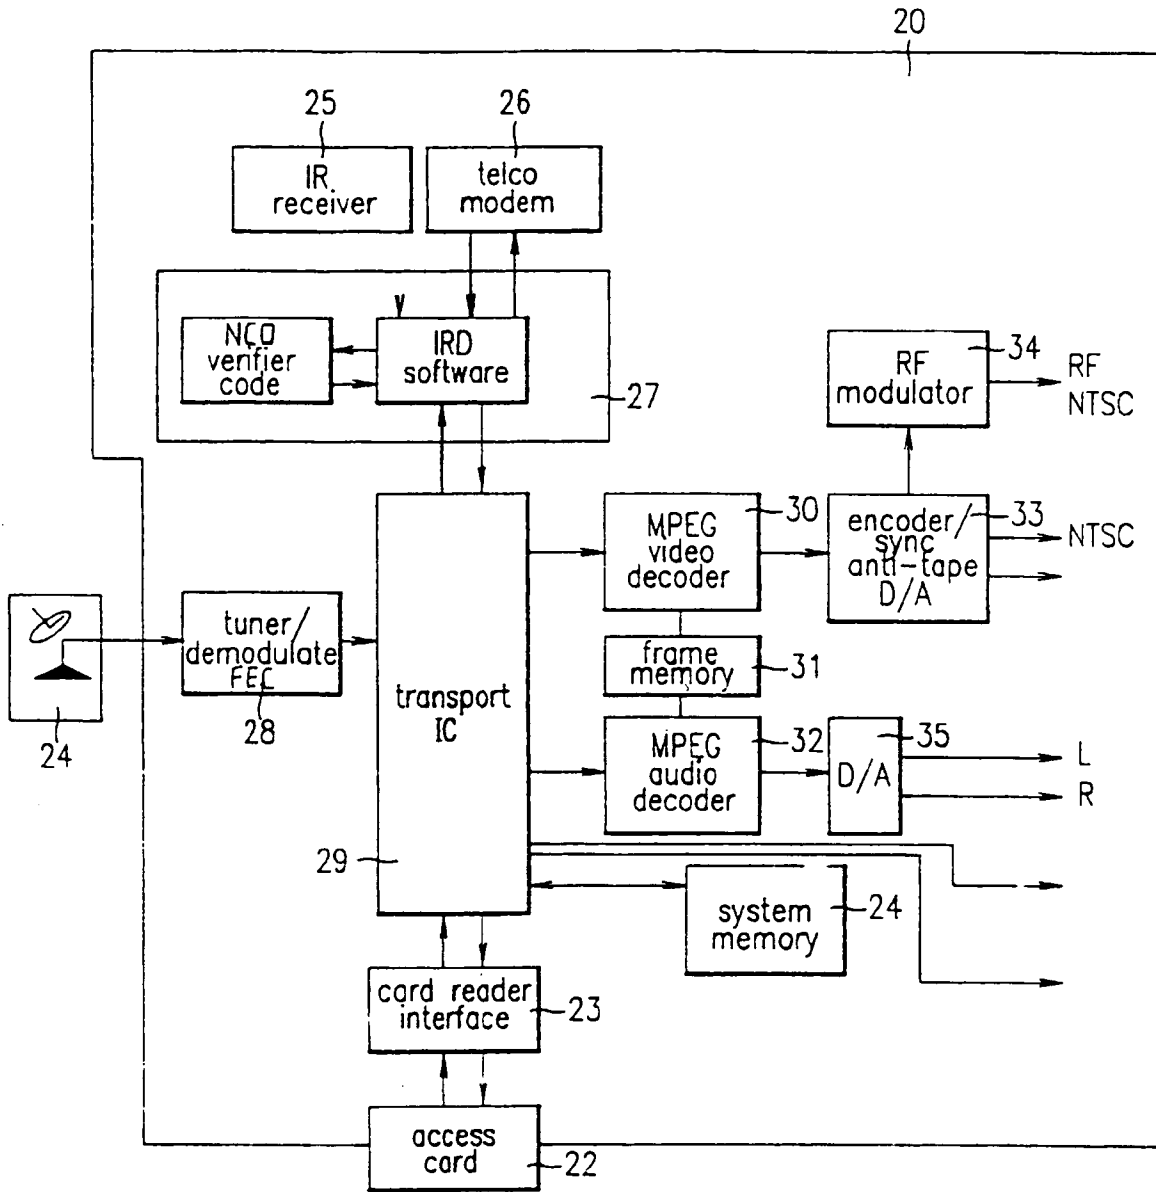 20
25
26
IR
receiver
telco
modem
NCO
verifier
code
IRD
software
27
RF
modulator
34
RF
NTSC
MPEG
video
decoder
30
encoder/
sync
anti-tape
D/A
33
NTSC
24
tuner/
demodulate
FEC
28
transport
IC
29
frame
memory
31
MPEG
audio
decoder
32
D/A
35
L
R
system
memory
24
card reader
interface
23
access
card
22